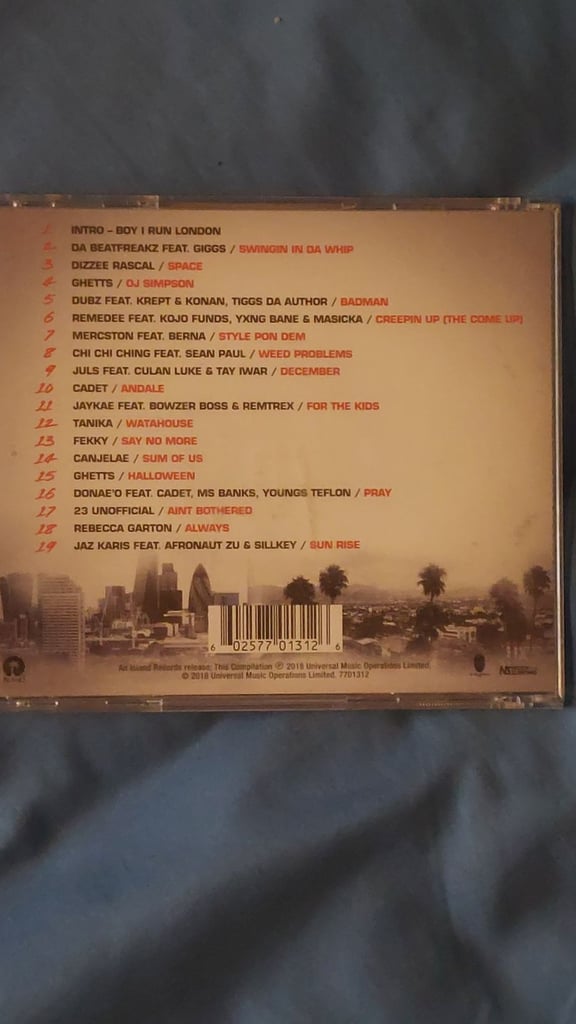 1 INTRO – BOY I RUN LONDON
2 DA BEATFREAKZ FEAT. GIGGS / SWINGIN IN DA WHIP
3 DIZZEE RASCAL / SPACE
4 GHETTS / OJ SIMPSON
5 DUBZ FEAT. KREPT & KONAN, TIGGS DA AUTHOR / BADMAN
6 REMEDEE FEAT. KOJO FUNDS, YXNG BANE & MASICKA / CREEPIN UP (THE COME UP)
7 MERCSTON FEAT. BERNA / STYLE PON DEM
8 CHI CHI CHING FEAT. SEAN PAUL / WEED PROBLEMS
9 JULS FEAT. CULAN LUKE & TAY IWAR / DECEMBER
10 CADET / ANDALE
11 JAYKAE FEAT. BOWZER BOSS & REMTREX / FOR THE KIDS
12 TANIKA / WATAHOUSE
13 FEKKY / SAY NO MORE
14 CANJELAE / SUM OF US
15 GHETTS / HALLOWEEN
16 DONAE'O FEAT. CADET, MS BANKS, YOUNGS TEFLON / PRAY
17 23 UNOFFICIAL / AINT BOTHERED
18 REBECCA GARTON / ALWAYS
19 JAZ KARIS FEAT. AFRONAUT ZU & SILLKEY / SUN RISE
6 02577 01312 6
An Island Records release; This Compilation ℗ 2018 Universal Music Operations Limited.
© 2018 Universal Music Operations Limited. 7701312
NS